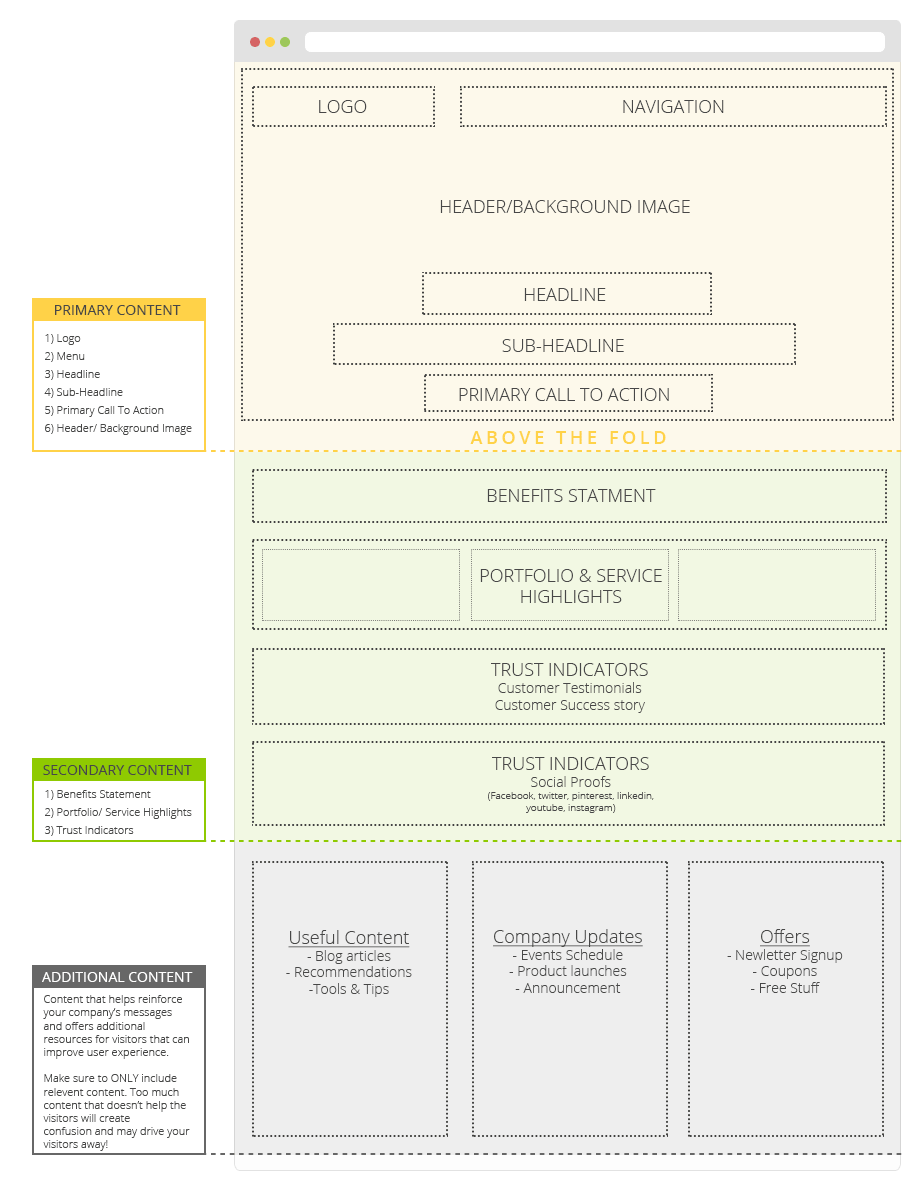 LOGO
NAVIGATION
HEADER/BACKGROUND IMAGE
HEADLINE
SUB-HEADLINE
PRIMARY CALL TO ACTION
ABOVE THE FOLD
PRIMARY CONTENT
1) Logo
2) Menu
3) Headline
4) Sub-Headline
5) Primary Call To Action
6) Header/ Background Image
BENEFITS STATMENT
PORTFOLIO & SERVICE
HIGHLIGHTS
TRUST INDICATORS
Customer Testimonials
Customer Success story
TRUST INDICATORS
Social Proofs
(Facebook, twitter, pinterest, linkedin,
youtube, instagram)
SECONDARY CONTENT
1) Benefits Statement
2) Portfolio/ Service Highlights
3) Trust Indicators
Useful Content
- Blog articles
- Recommendations
-Tools & Tips
Company Updates
- Events Schedule
- Product launches
- Announcement
Offers
- Newletter Signup
- Coupons
- Free Stuff
ADDITIONAL CONTENT
Content that helps reinforce
your company's messages
and offers additional
resources for visitors that can
improve user experience.
Make sure to ONLY include
relevent content. Too much
content that doesn't help the
visitors will create
confusion and may drive your
visitors away!